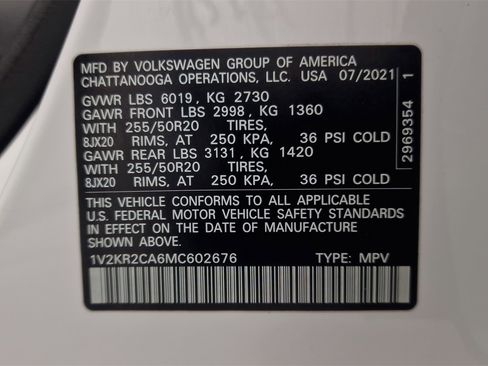 MFD BY VOLKSWAGEN GROUP OF AMERICA
CHATTANOOGA OPERATIONS, LLC. USA 07/2021
GVWR LBS 6019, KG 2730
GAWR FRONT LBS 2998, KG 1360
WITH 255/50R20 TIRES,
8JX20 RIMS, AT 250 KPA, 36 PSI COLD
GAWR REAR LBS 3131, KG 1420
WITH 255/50R20 TIRES,
8JX20 RIMS, AT 250 KPA, 36 PSI COLD
THIS VEHICLE CONFORMS TO ALL APPLICABLE
U.S. FEDERAL MOTOR VEHICLE SAFETY STANDARDS
IN EFFECT ON THE DATE OF MANUFACTURE
SHOWN ABOVE.
1V2KR2CA6MC602676 TYPE: MPV
2969354 1